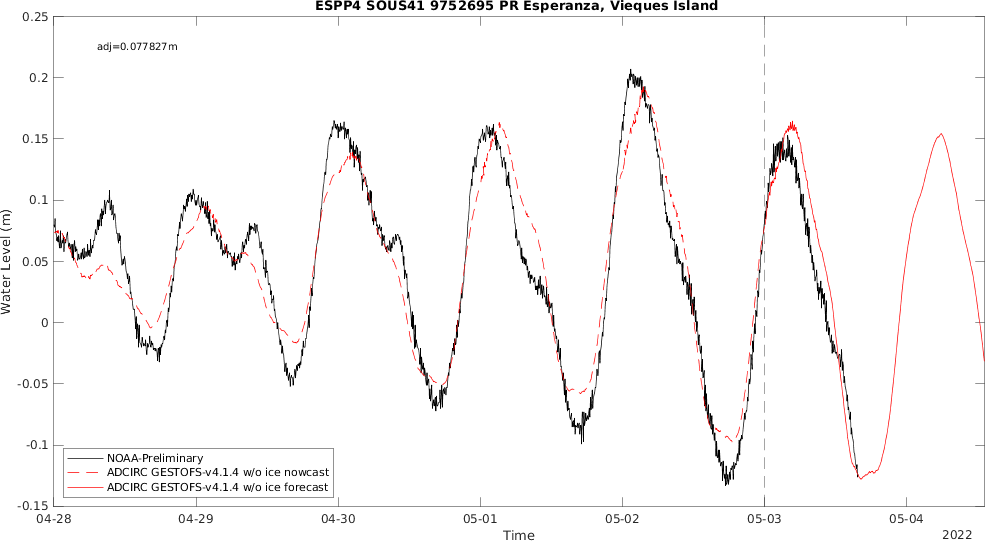 ESPP4 SOUS41 9752695 PR Esperanza, Vieques Island
0.25
adj=0.077827m
0.2
0.15
0.1
0.05
0
-0.05
-0.1
-0.15
Water Level (m)
NOAA-Preliminary
ADCIRC GESTOFS-v4.1.4 w/o ice nowcast
ADCIRC GESTOFS-v4.1.4 w/o ice forecast
04-28 04-29 04-30 05-01 05-02 05-03 05-04
Time
2022